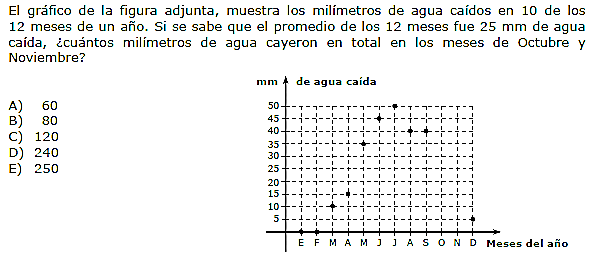 El gráfico de la figura adjunta, muestra los milímetros de agua caídos en 10 de los
12 meses de un año. Si se sabe que el promedio de los 12 meses fue 25 mm de agua
caída, ¿cuántos milímetros de agua cayeron en total en los meses de Octubre y
Noviembre?
mm de agua caída
A) 60
B) 80
C) 120
D) 240
E) 250
50
45
40
35
30
25
20
15
10
5
E F M A M J J A S O N D Meses del año